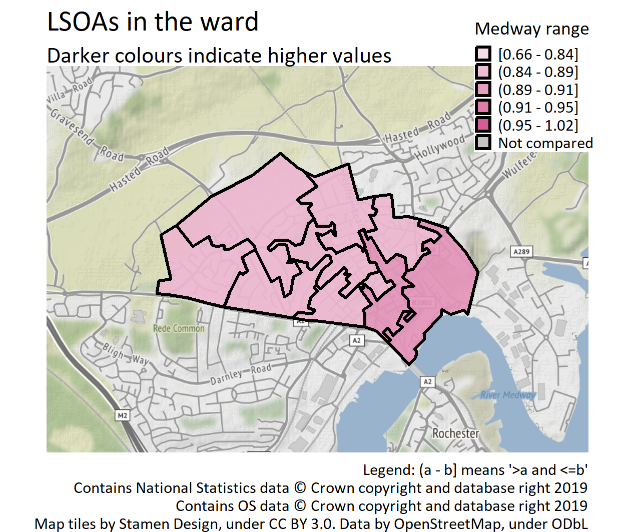 LSOAs in the ward
Darker colours indicate higher values
Medway range
[0.66 - 0.84]
(0.84 - 0.89]
(0.89 - 0.91]
(0.91 - 0.95]
(0.95 - 1.02]
Not compared
Villa Road
Gravesend Road
Hasted Road
Hasted Road
Hollywood
Wulfere
A289
Rede Common
A2
Bligh Way
Darnley Road
A2
River Medway
M2
Rochester
Legend: (a - b] means '>a and <=b'
Contains National Statistics data © Crown copyright and database right 2019
Contains OS data © Crown copyright and database right 2019
Map tiles by Stamen Design, under CC BY 3.0. Data by OpenStreetMap, under ODbL